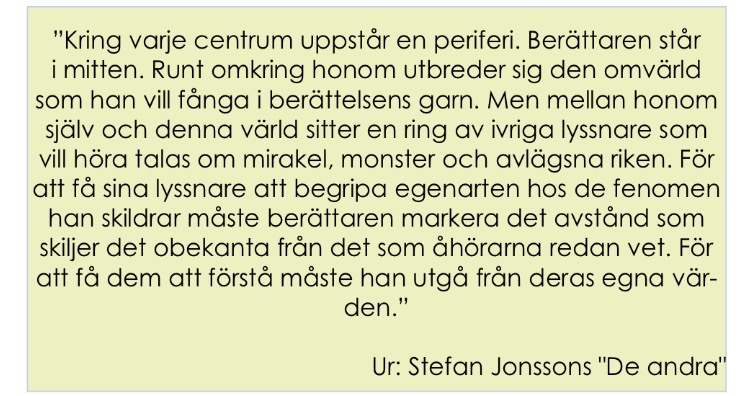 ”Kring varje centrum uppstår en periferi. Berättaren står
i mitten. Runt omkring honom utbreder sig den omvärld
som han vill fånga i berättelsens garn. Men mellan honom
själv och denna värld sitter en ring av ivriga lyssnare som
vill höra talas om mirakel, monster och avlägsna riken. För
att få sina lyssnare att begripa egenarten hos de fenomen
han skildrar måste berättaren markera det avstånd som
skiljer det obekanta från det som åhörarna redan vet. För
att få dem att förstå måste han utgå från deras egna vär-
den.”
Ur: Stefan Jonssons "De andra"